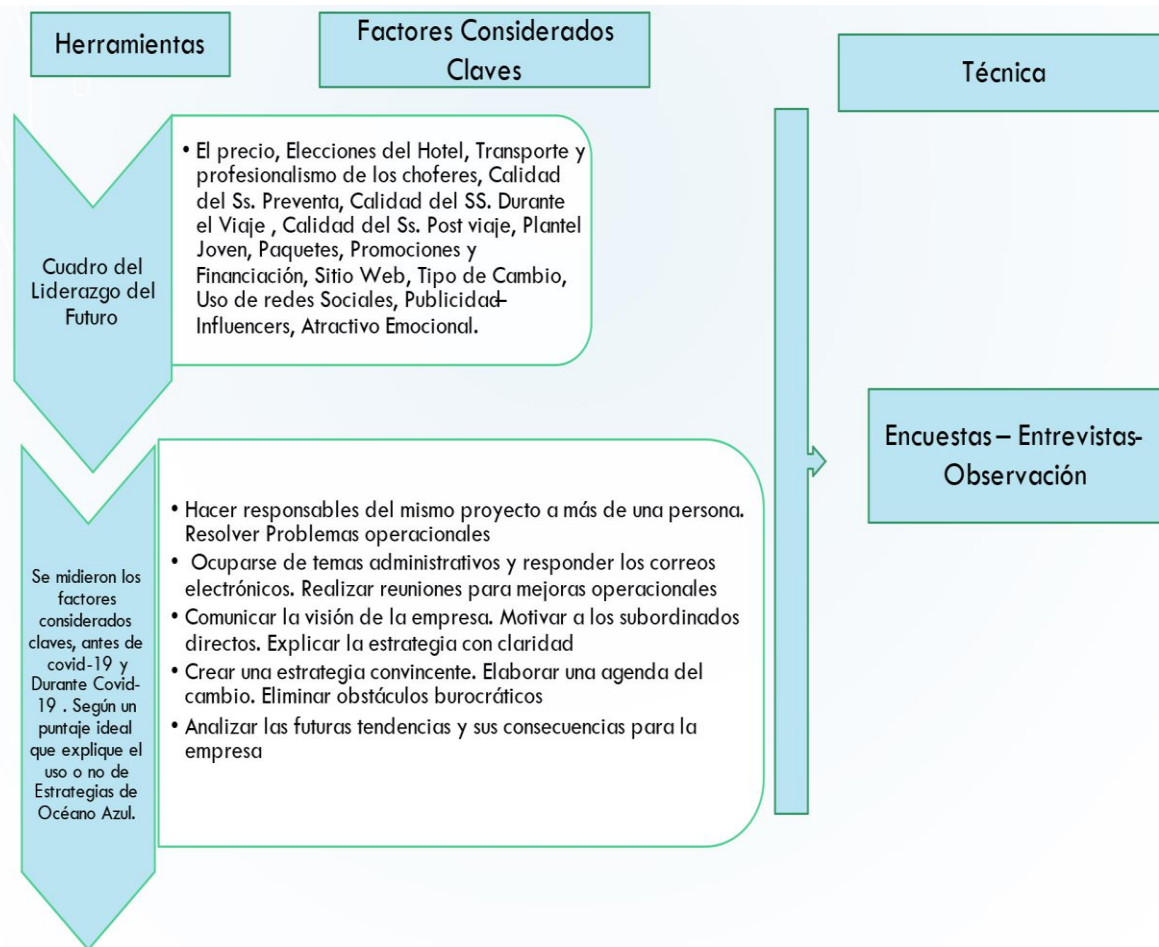 Herramientas
Factores Considerados
Claves
Técnica
Cuadro del
Liderazgo del
Futuro
• El precio, Elecciones del Hotel, Transporte y
profesionalismo de los choferes, Calidad
del Ss. Preventa, Calidad del SS. Durante
el Viaje , Calidad del Ss. Post viaje, Plantel
Joven, Paquetes, Promociones y
Financiación, Sitio Web, Tipo de Cambio,
Uso de redes Sociales, Publicidad–
Influencers, Atractivo Emocional.
Se midieron los
factores
considerados
claves, antes de
covid-19 y
Durante Covid-
19 . Según un
puntaje ideal
que explique el
uso o no de
Estrategias de
Océano Azul.
• Hacer responsables del mismo proyecto a más de una persona.
Resolver Problemas operacionales
• Ocuparse de temas administrativos y responder los correos
electrónicos. Realizar reuniones para mejoras operacionales
• Comunicar la visión de la empresa. Motivar a los subordinados
directos. Explicar la estrategia con claridad
• Crear una estrategia convincente. Elaborar una agenda del
cambio. Eliminar obstáculos burocráticos
• Analizar las futuras tendencias y sus consecuencias para la
empresa
Encuestas – Entrevistas-
Observación